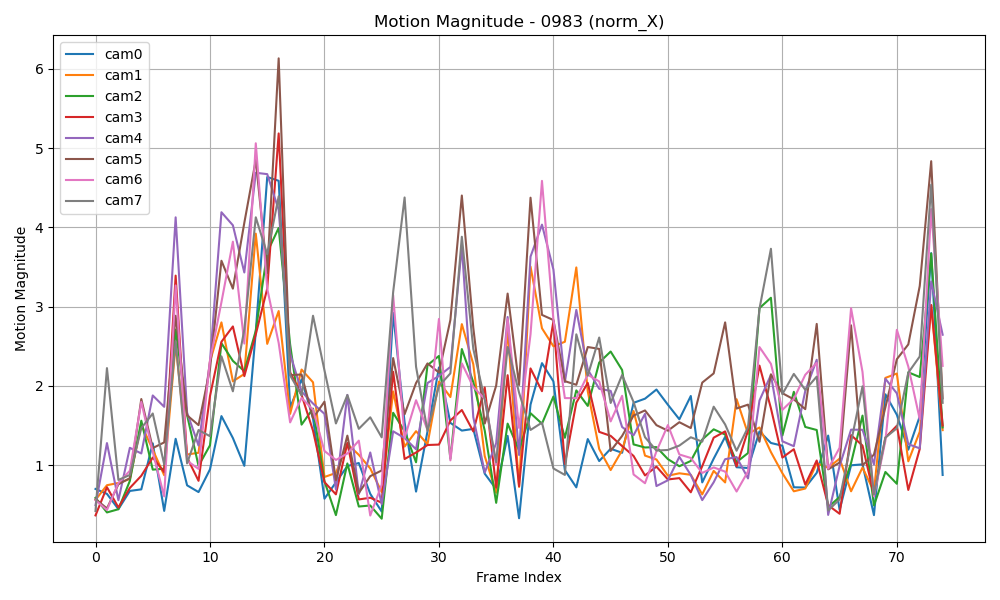 Motion Magnitude - 0983 (norm_X)
cam0
cam1
cam2
cam3
cam4
cam5
cam6
cam7
Motion Magnitude
6
5
4
3
2
1
0 10 20 30 40 50 60 70
Frame Index